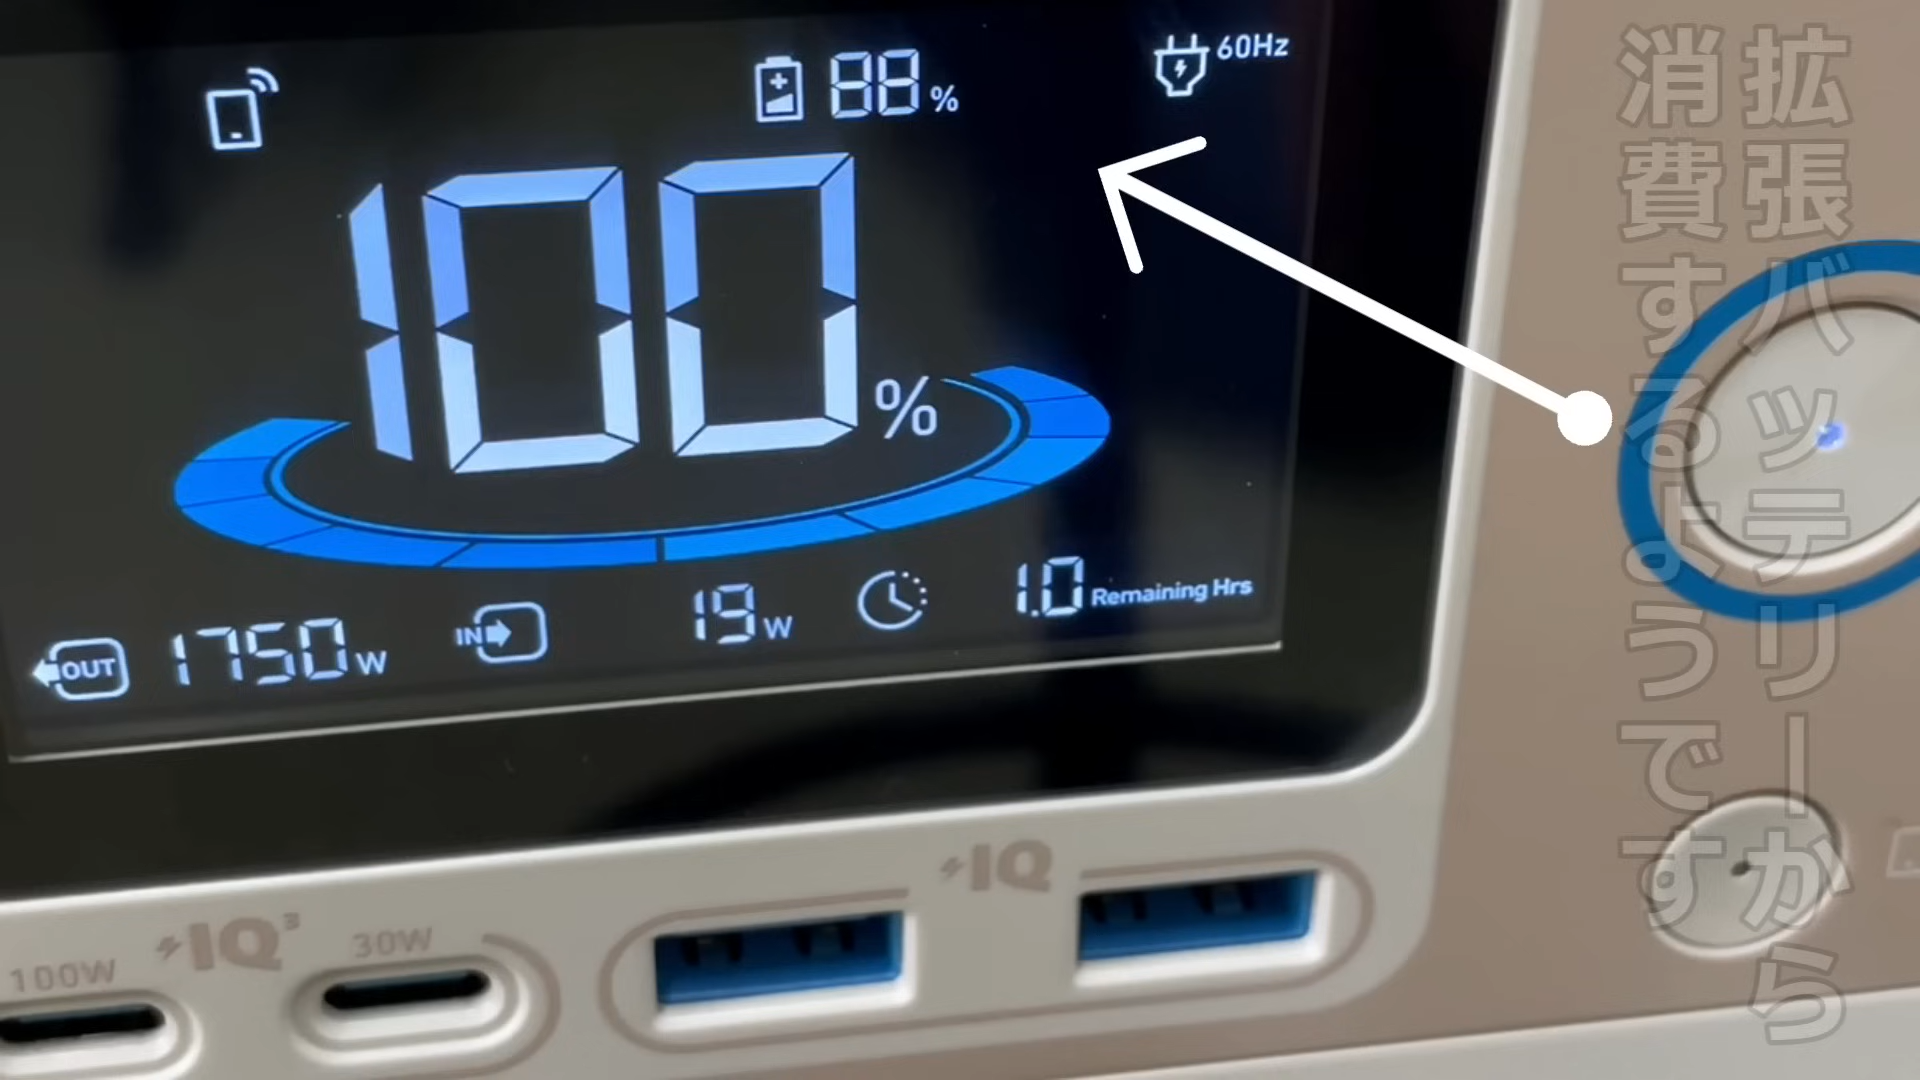 88%
60Hz
100%
OUT 1750W
IN 19W
1.0 Remaining Hrs
IQ
IQ³
100W
30W
拡張バッテリーから
消費するようです